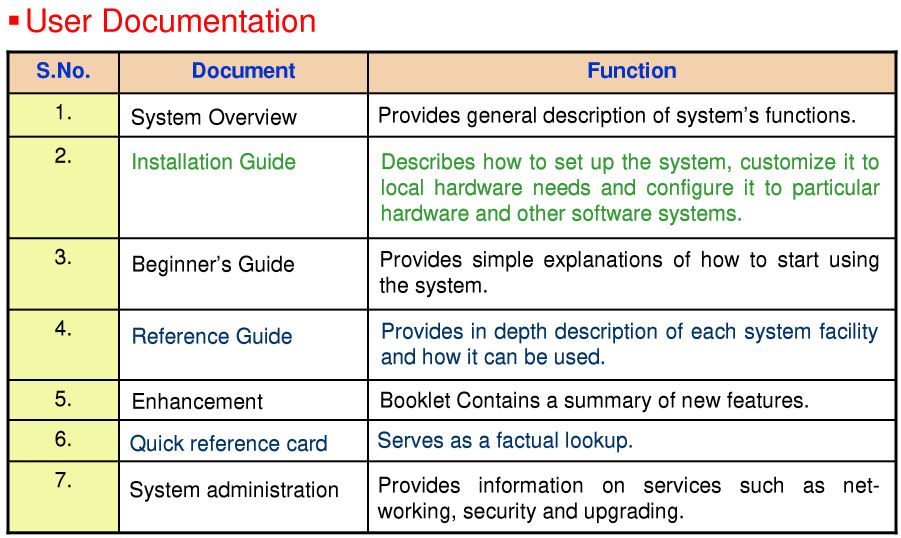 ▪ User Documentation
S.No. Document Function
1. System Overview Provides general description of system's functions.
2. Installation Guide Describes how to set up the system, customize it to
local hardware needs and configure it to particular
hardware and other software systems.
3. Beginner's Guide Provides simple explanations of how to start using
the system.
4. Reference Guide Provides in depth description of each system facility
and how it can be used.
5. Enhancement Booklet Contains a summary of new features.
6. Quick reference card Serves as a factual lookup.
7. System administration Provides information on services such as net-
working, security and upgrading.